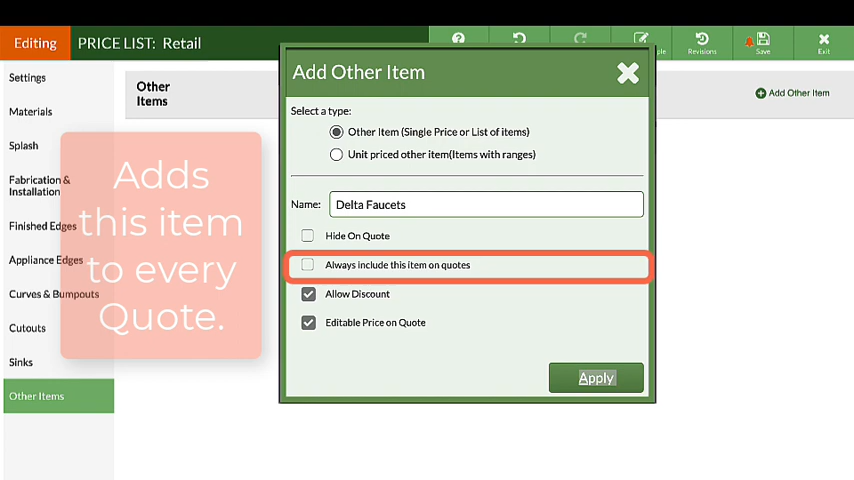 Editing
PRICE LIST: Retail
Revisions
Save
Exit
Settings
Materials
Splash
Fabrication &
Installation
Finished Edges
Appliance Edges
Curves & Bumpouts
Cutouts
Sinks
Other Items
Other
Items
Add Other Item
Adds
this item
to every
Quote.
Add Other Item
Select a type:
Other Item (Single Price or List of items)
Unit priced other item(Items with ranges)
Name: Delta Faucets
Hide On Quote
Always include this item on quotes
Allow Discount
Editable Price on Quote
Apply